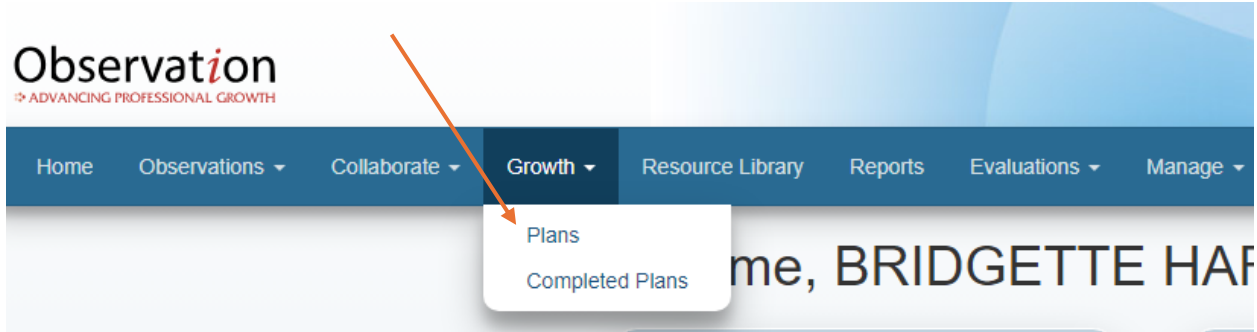 Observation
ADVANCING PROFESSIONAL GROWTH
Home Observations Collaborate Growth Resource Library Reports Evaluations Manage
Plans
me, BRIDGETTE HAR
Completed Plans